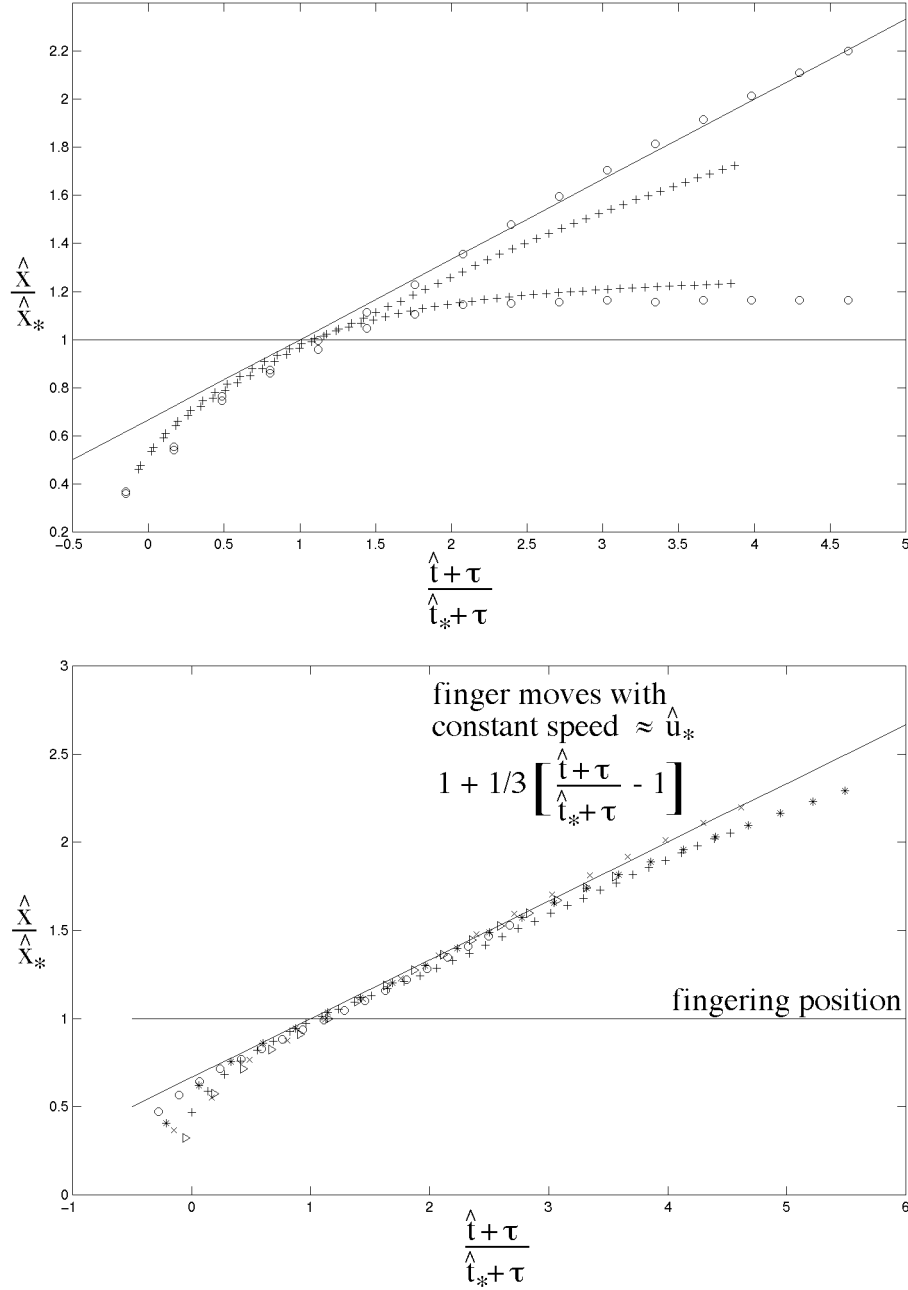 2.2
2
1.8
1.6
1.4
1.2
1
0.8
0.6
0.4
0.2
x̂
x̂*
−0.5 0 0.5 1 1.5 2 2.5 3 3.5 4 4.5 5
t̂ + τ
t̂* + τ
3
2.5
2
1.5
1
0.5
0
x̂
x̂*
finger moves with
constant speed ≈ û*
1 + 1/3 [ t̂ + τ / t̂* + τ - 1 ]
fingering position
−1 0 1 2 3 4 5 6
t̂ + τ
t̂* + τ